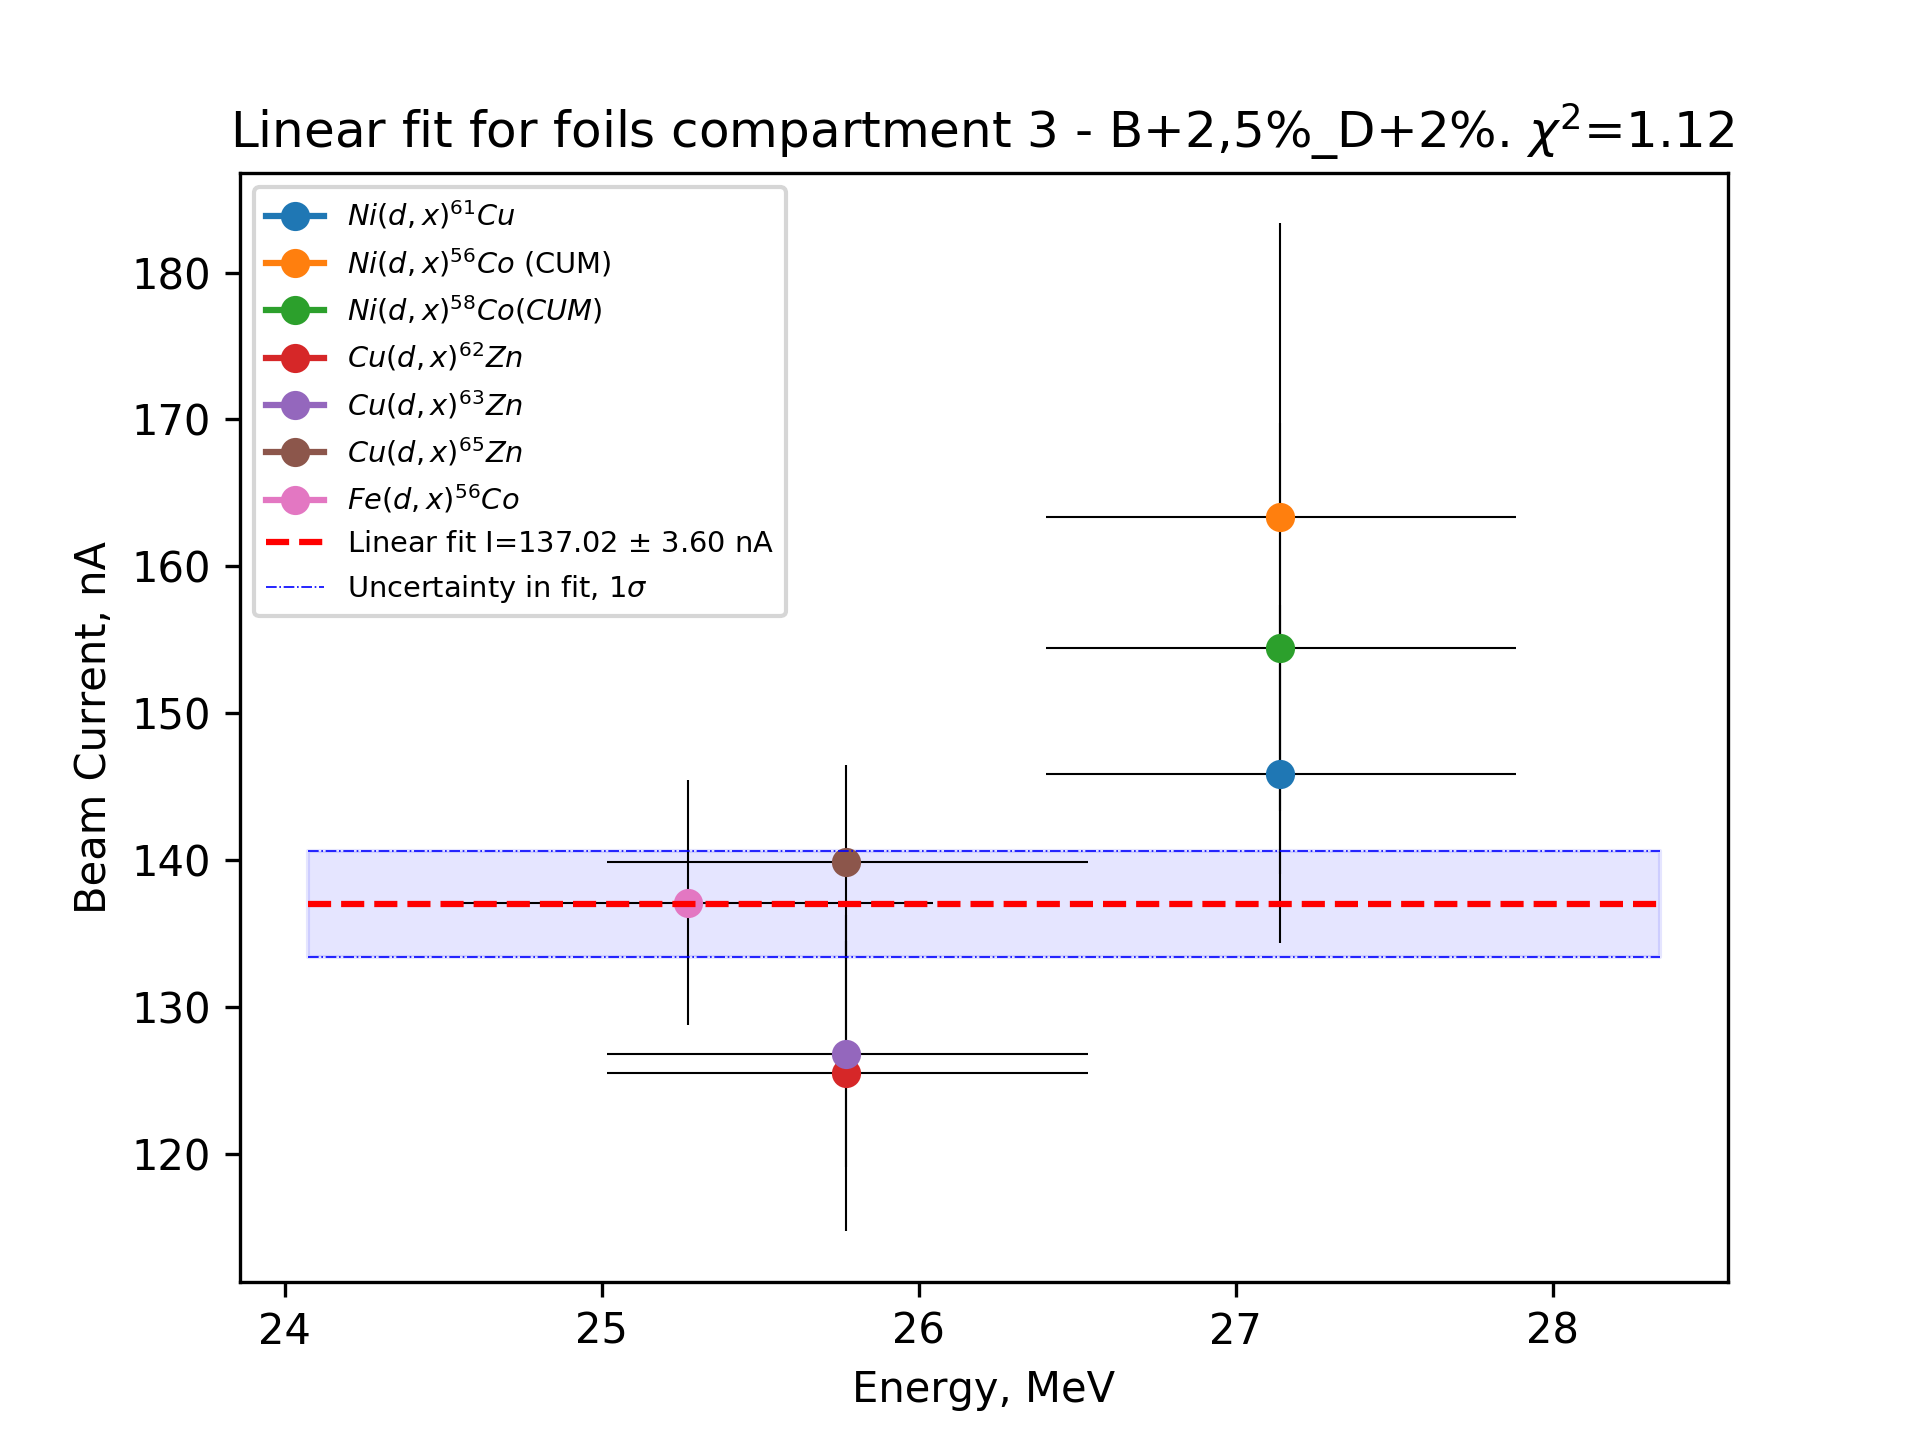 Linear fit for foils compartment 3 - B+2,5%_D+2%. χ²=1.12
Ni(d, x)⁶¹Cu
Ni(d, x)⁵⁶Co (CUM)
Ni(d, x)⁵⁸Co(CUM)
Cu(d, x)⁶²Zn
Cu(d, x)⁶³Zn
Cu(d, x)⁶⁵Zn
Fe(d, x)⁵⁶Co
Linear fit I=137.02 ± 3.60 nA
Uncertainty in fit, 1σ
180
170
160
150
140
130
120
Beam Current, nA
24 25 26 27 28
Energy, MeV